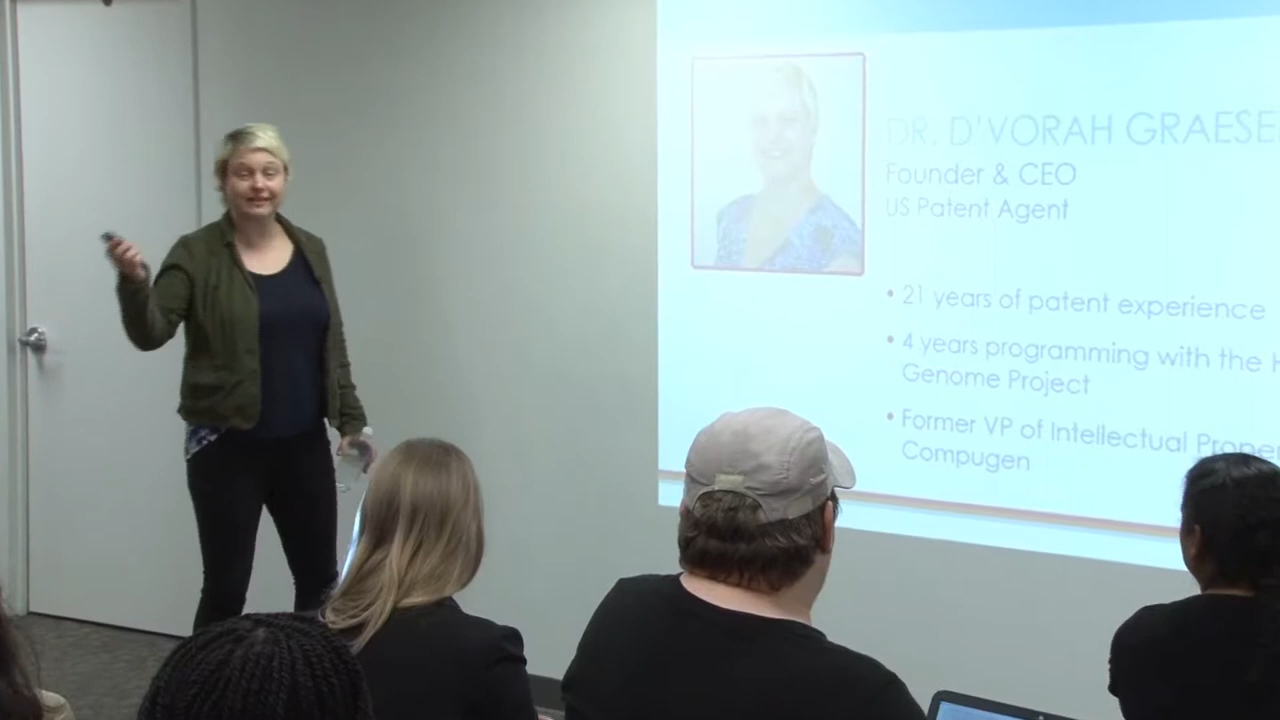 DR. D'VORAH GRAESE
Founder & CEO
US Patent Agent
• 21 years of patent experience
• 4 years programming with the H
Genome Project
• Former VP of Intellectual Proper
Compugen